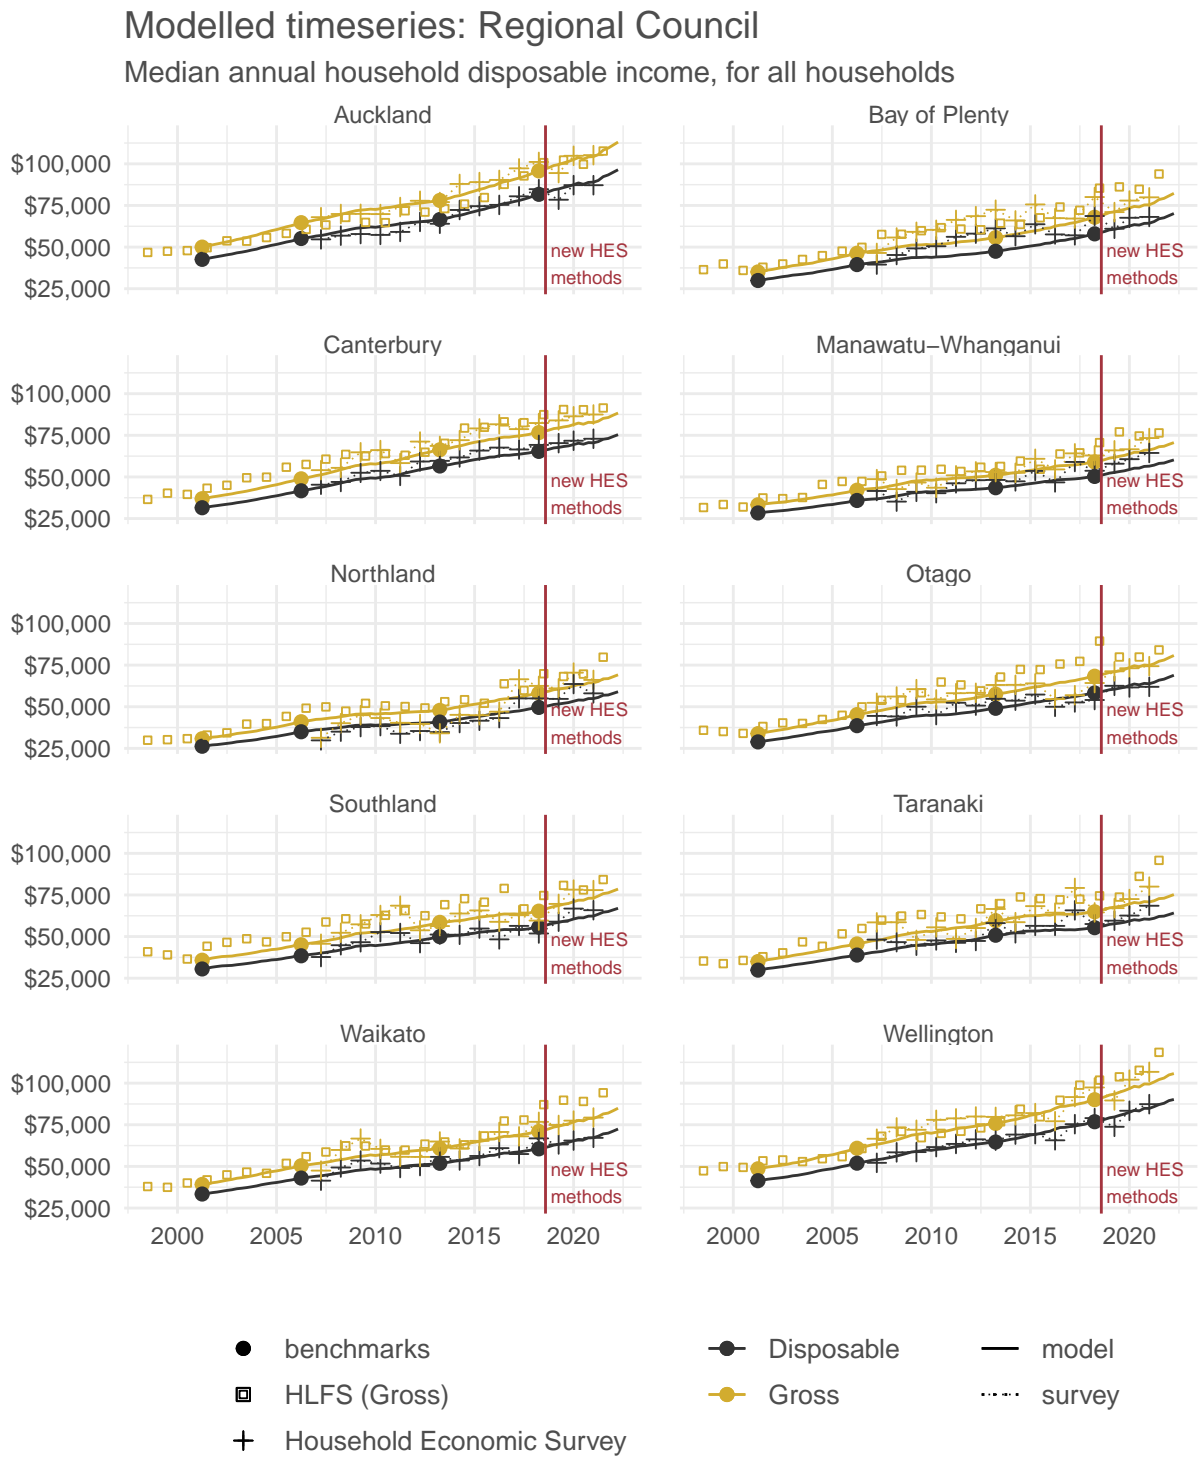 Modelled timeseries: Regional Council
Median annual household disposable income, for all households
Auckland
Bay of Plenty
$100,000
$75,000
$50,000
$25,000
new HES
methods
new HES
methods
Canterbury
Manawatu−Whanganui
$100,000
$75,000
$50,000
$25,000
new HES
methods
new HES
methods
Northland
Otago
$100,000
$75,000
$50,000
$25,000
new HES
methods
new HES
methods
Southland
Taranaki
$100,000
$75,000
$50,000
$25,000
new HES
methods
new HES
methods
Waikato
Wellington
$100,000
$75,000
$50,000
$25,000
new HES
methods
new HES
methods
2000 2005 2010 2015 2020
2000 2005 2010 2015 2020
benchmarks
HLFS (Gross)
Household Economic Survey
Disposable
Gross
model
survey